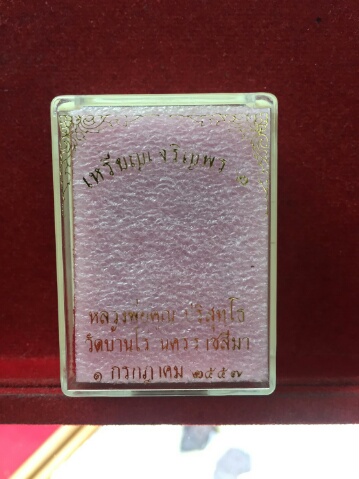 เหรียญเจริญพร ๒
หลวงพ่อคูณ ปริสุทโธ
วัดบ้านไร่ นครราชสีมา
๑ กรกฎาคม ๒๕๕๗